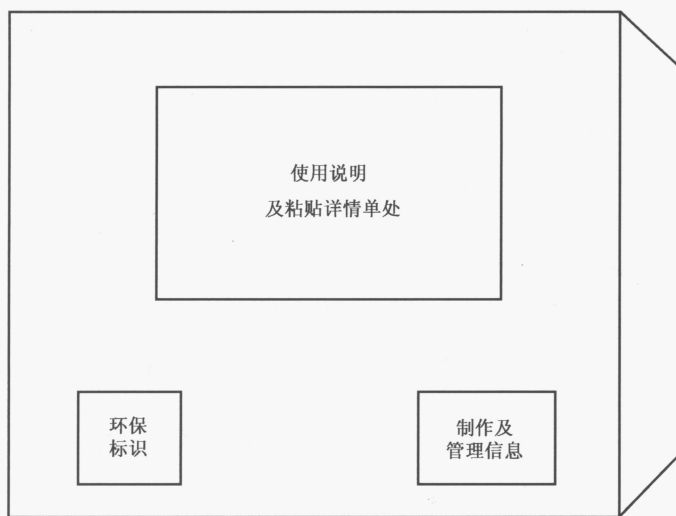 使用说明
及粘贴详情单处
环保
标识
制作及
管理信息